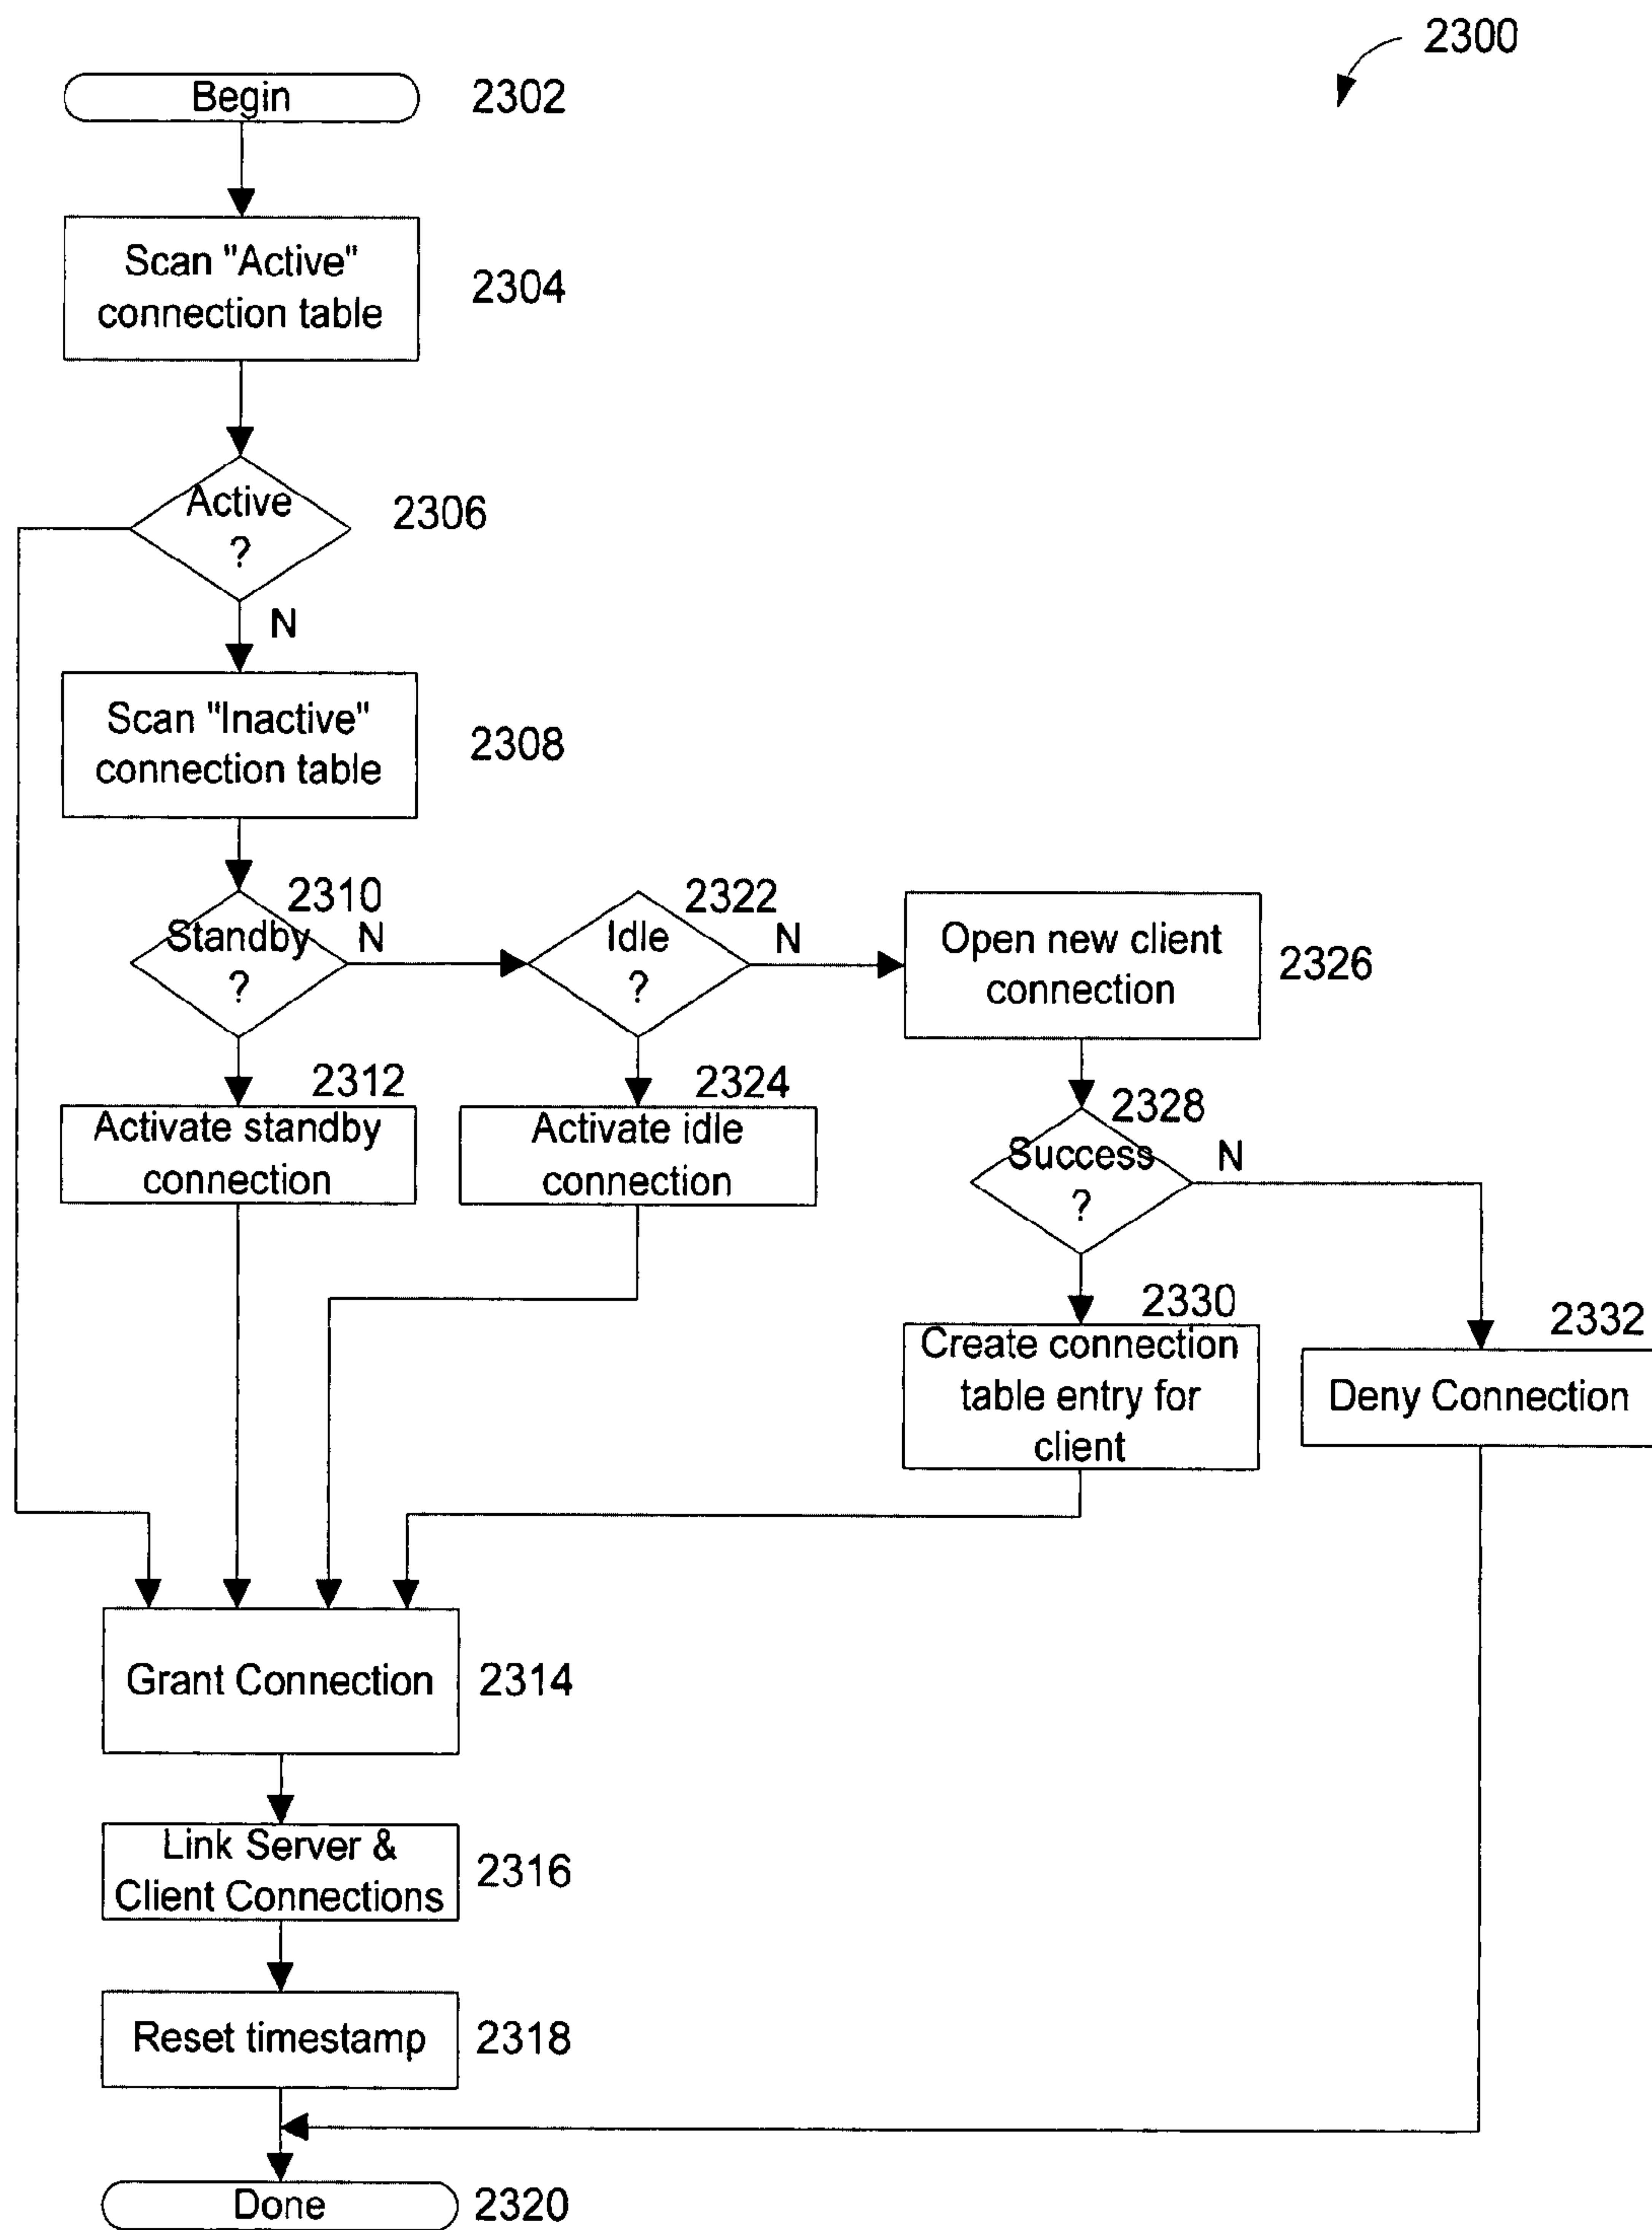 2300
Begin
2302
Scan "Active"
connection table
2304
Active
?
2306
N
Scan "Inactive"
connection table
2308
2310
Standby
?
N
2322
Idle
?
N
Open new client
connection
2326
2312
Activate standby
connection
2324
Activate idle
connection
2328
Success
?
N
2330
Create connection
table entry for
client
2332
Deny Connection
Grant Connection
2314
Link Server &
Client Connections
2316
Reset timestamp
2318
Done
2320